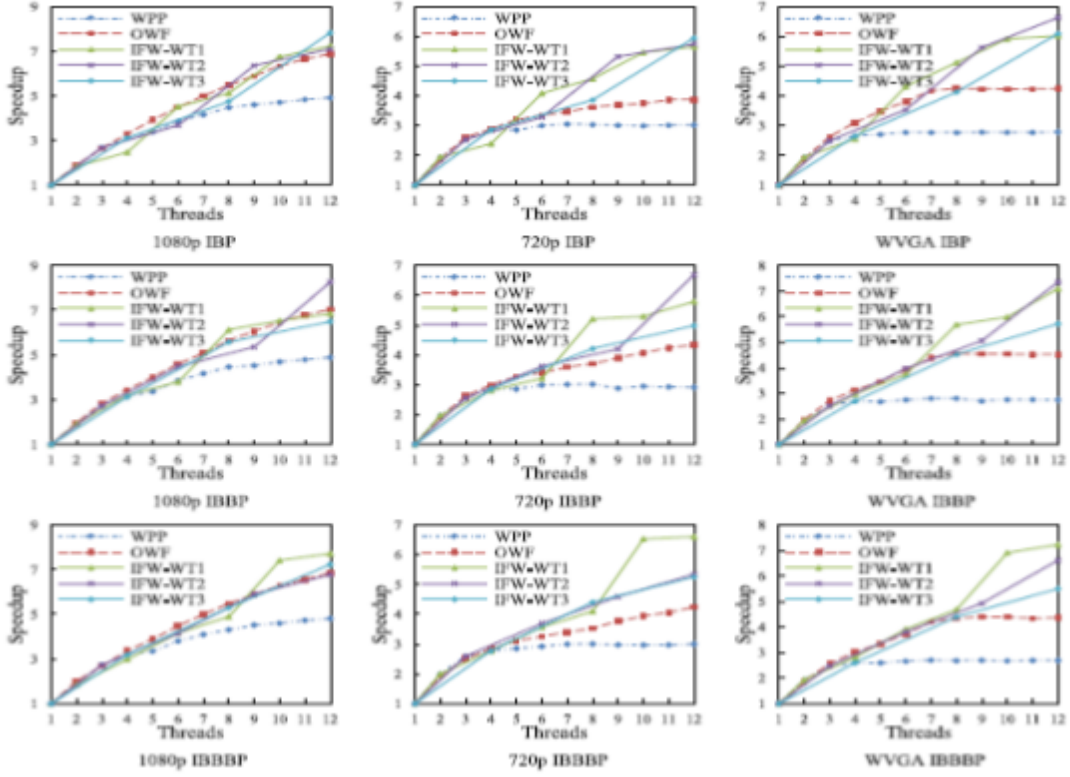 Speedup
9
7
5
3
1
WPP
OWF
IFW-WT1
IFW-WT2
IFW-WT3
1 2 3 4 5 6 7 8 9 10 11 12
Threads
1080p IBP
Speedup
7
6
5
4
3
2
1
WPP
OWF
IFW-WT1
IFW-WT2
IFW-WT3
1 2 3 4 5 6 7 8 9 10 11 12
Threads
720p IBP
Speedup
7
6
5
4
3
2
1
WPP
OWF
IFW-WT1
IFW-WT2
IFW-WT3
1 2 3 4 5 6 7 8 9 10 11 12
Threads
WVGA IBP
Speedup
9
7
5
3
1
WPP
OWF
IFW-WT1
IFW-WT2
IFW-WT3
1 2 3 4 5 6 7 8 9 10 11 12
Threads
1080p IBBP
Speedup
7
6
5
4
3
2
1
WPP
OWF
IFW-WT1
IFW-WT2
IFW-WT3
1 2 3 4 5 6 7 8 9 10 11 12
Threads
720p IBBP
Speedup
8
7
6
5
4
3
2
1
WPP
OWF
IFW-WT1
IFW-WT2
IFW-WT3
1 2 3 4 5 6 7 8 9 10 11 12
Threads
WVGA IBBP
Speedup
9
7
5
3
1
WPP
OWF
IFW-WT1
IFW-WT2
IFW-WT3
1 2 3 4 5 6 7 8 9 10 11 12
Threads
1080p IBBBP
Speedup
7
6
5
4
3
2
1
WPP
OWF
IFW-WT1
IFW-WT2
IFW-WT3
1 2 3 4 5 6 7 8 9 10 11 12
Threads
720p IBBBP
Speedup
8
7
6
5
4
3
2
1
WPP
OWF
IFW-WT1
IFW-WT2
IFW-WT3
1 2 3 4 5 6 7 8 9 10 11 12
Threads
WVGA IBBBP